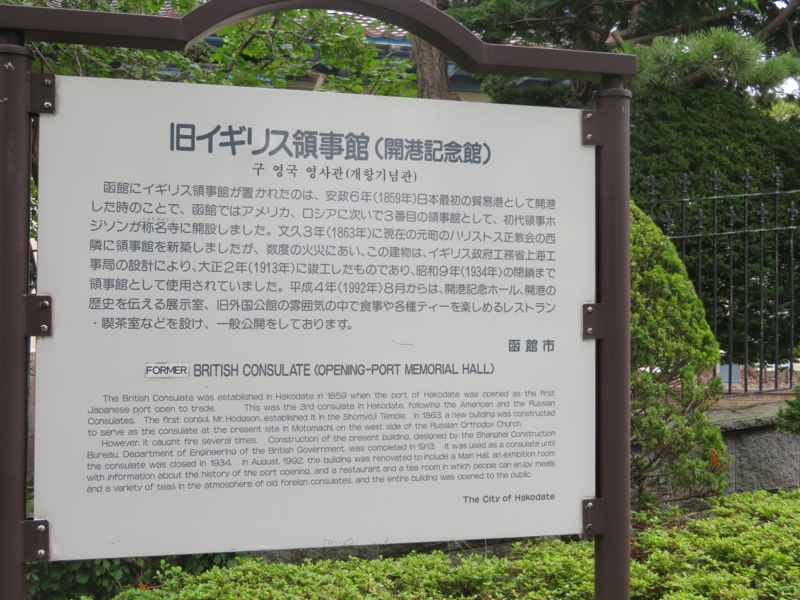 旧イギリス領事館(開港記念館)
구 영국 영사관(개항기념관)
函館にイギリス領事館が置かれたのは、安政6年(1859年)日本最初の貿易港として開港
した時のことで、函館ではアメリカ、ロシアに次いで3番目の領事館として、初代領事ホ
ジソンが称名寺に開設しました。文久3年(1863年)に現在の元町のハリストス正教会の西
隣に領事館を新築しましたが、数度の火災にあい、この建物は、イギリス政府工務省上海工
事局の設計により、大正2年(1913年)に竣工したものであり、昭和9年(1934年)の閉鎖まで
領事館として使用されていました。平成4年(1992年)8月からは、開港記念ホール、開港の
歴史を伝える展示室、旧外国公館の雰囲気の中で食事や各種ティーを楽しめるレストラン
・喫茶室などを設け、一般公開をしております。
函館市
FORMER BRITISH CONSULATE (OPENING-PORT MEMORIAL HALL)
The British Consulate was established in Hakodate in 1859 when the port of Hakodate was opened as the first
Japanese port open to trade. This was the 3rd consulate in Hakodate, following the American and the Russian
Consulates. The first consul, Mr. Hodgson, established it in the Shomyoji Temple. In 1863, a new building was constructed
to serve as the consulate at the present site in Motomachi, on the west side of the Russian Orthodox Church.
However, it caught fire several times. Construction of the present building, designed by the Shanghai Construction
Bureau, Department of Engineering of the British Government, was completed in 1913. It was used as a consulate until
the consulate was closed in 1934. In August 1992, the building was renovated to include a Main Hall, an exhibition room
with information about the history of the port opening, and a restaurant and a tea room in which people can enjoy meals
and a variety of teas in the atmosphere of old foreign consulates, and the entire building was opened to the public.
The City of Hakodate